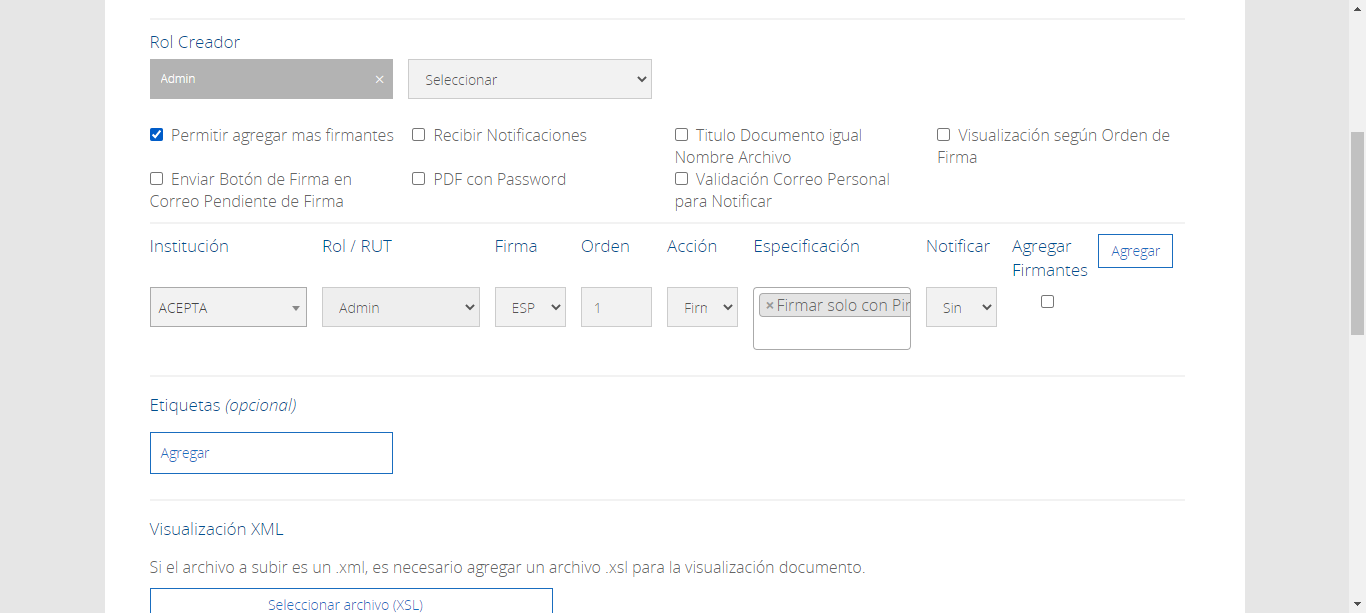 Rol Creador
Admin ×
Seleccionar
Permitir agregar mas firmantes
Recibir Notificaciones
Titulo Documento igual
Nombre Archivo
Visualización según Orden de
Firma
Enviar Botón de Firma en
Correo Pendiente de Firma
PDF con Password
Validación Correo Personal
para Notificar
Institución Rol / RUT Firma Orden Acción Especificación Notificar Agregar
Firmantes
Agregar
ACEPTA Admin ESP 1 Firn ×Firmar solo con Pin Sin
Etiquetas (opcional)
Agregar
Visualización XML
Si el archivo a subir es un .xml, es necesario agregar un archivo .xsl para la visualización documento.
Seleccionar archivo (XSL)